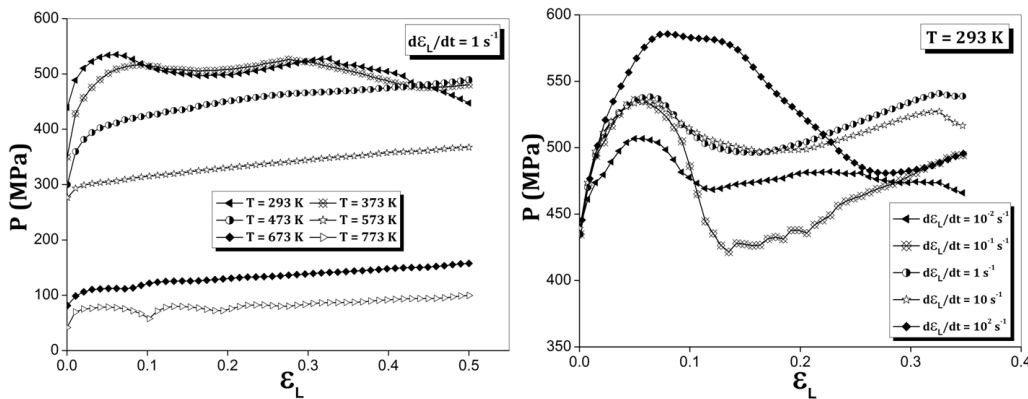 600
500
400
300
200
100
0
P (MPa)
dε_L/dt = 1 s⁻¹
T = 293 K
T = 373 K
T = 473 K
T = 573 K
T = 673 K
T = 773 K
0.0 0.1 0.2 0.3 0.4 0.5
ε_L
600
550
500
450
400
350
P (MPa)
T = 293 K
dε_L/dt = 10⁻² s⁻¹
dε_L/dt = 10⁻¹ s⁻¹
dε_L/dt = 1 s⁻¹
dε_L/dt = 10 s⁻¹
dε_L/dt = 10² s⁻¹
0.0 0.1 0.2 0.3 0.4
ε_L